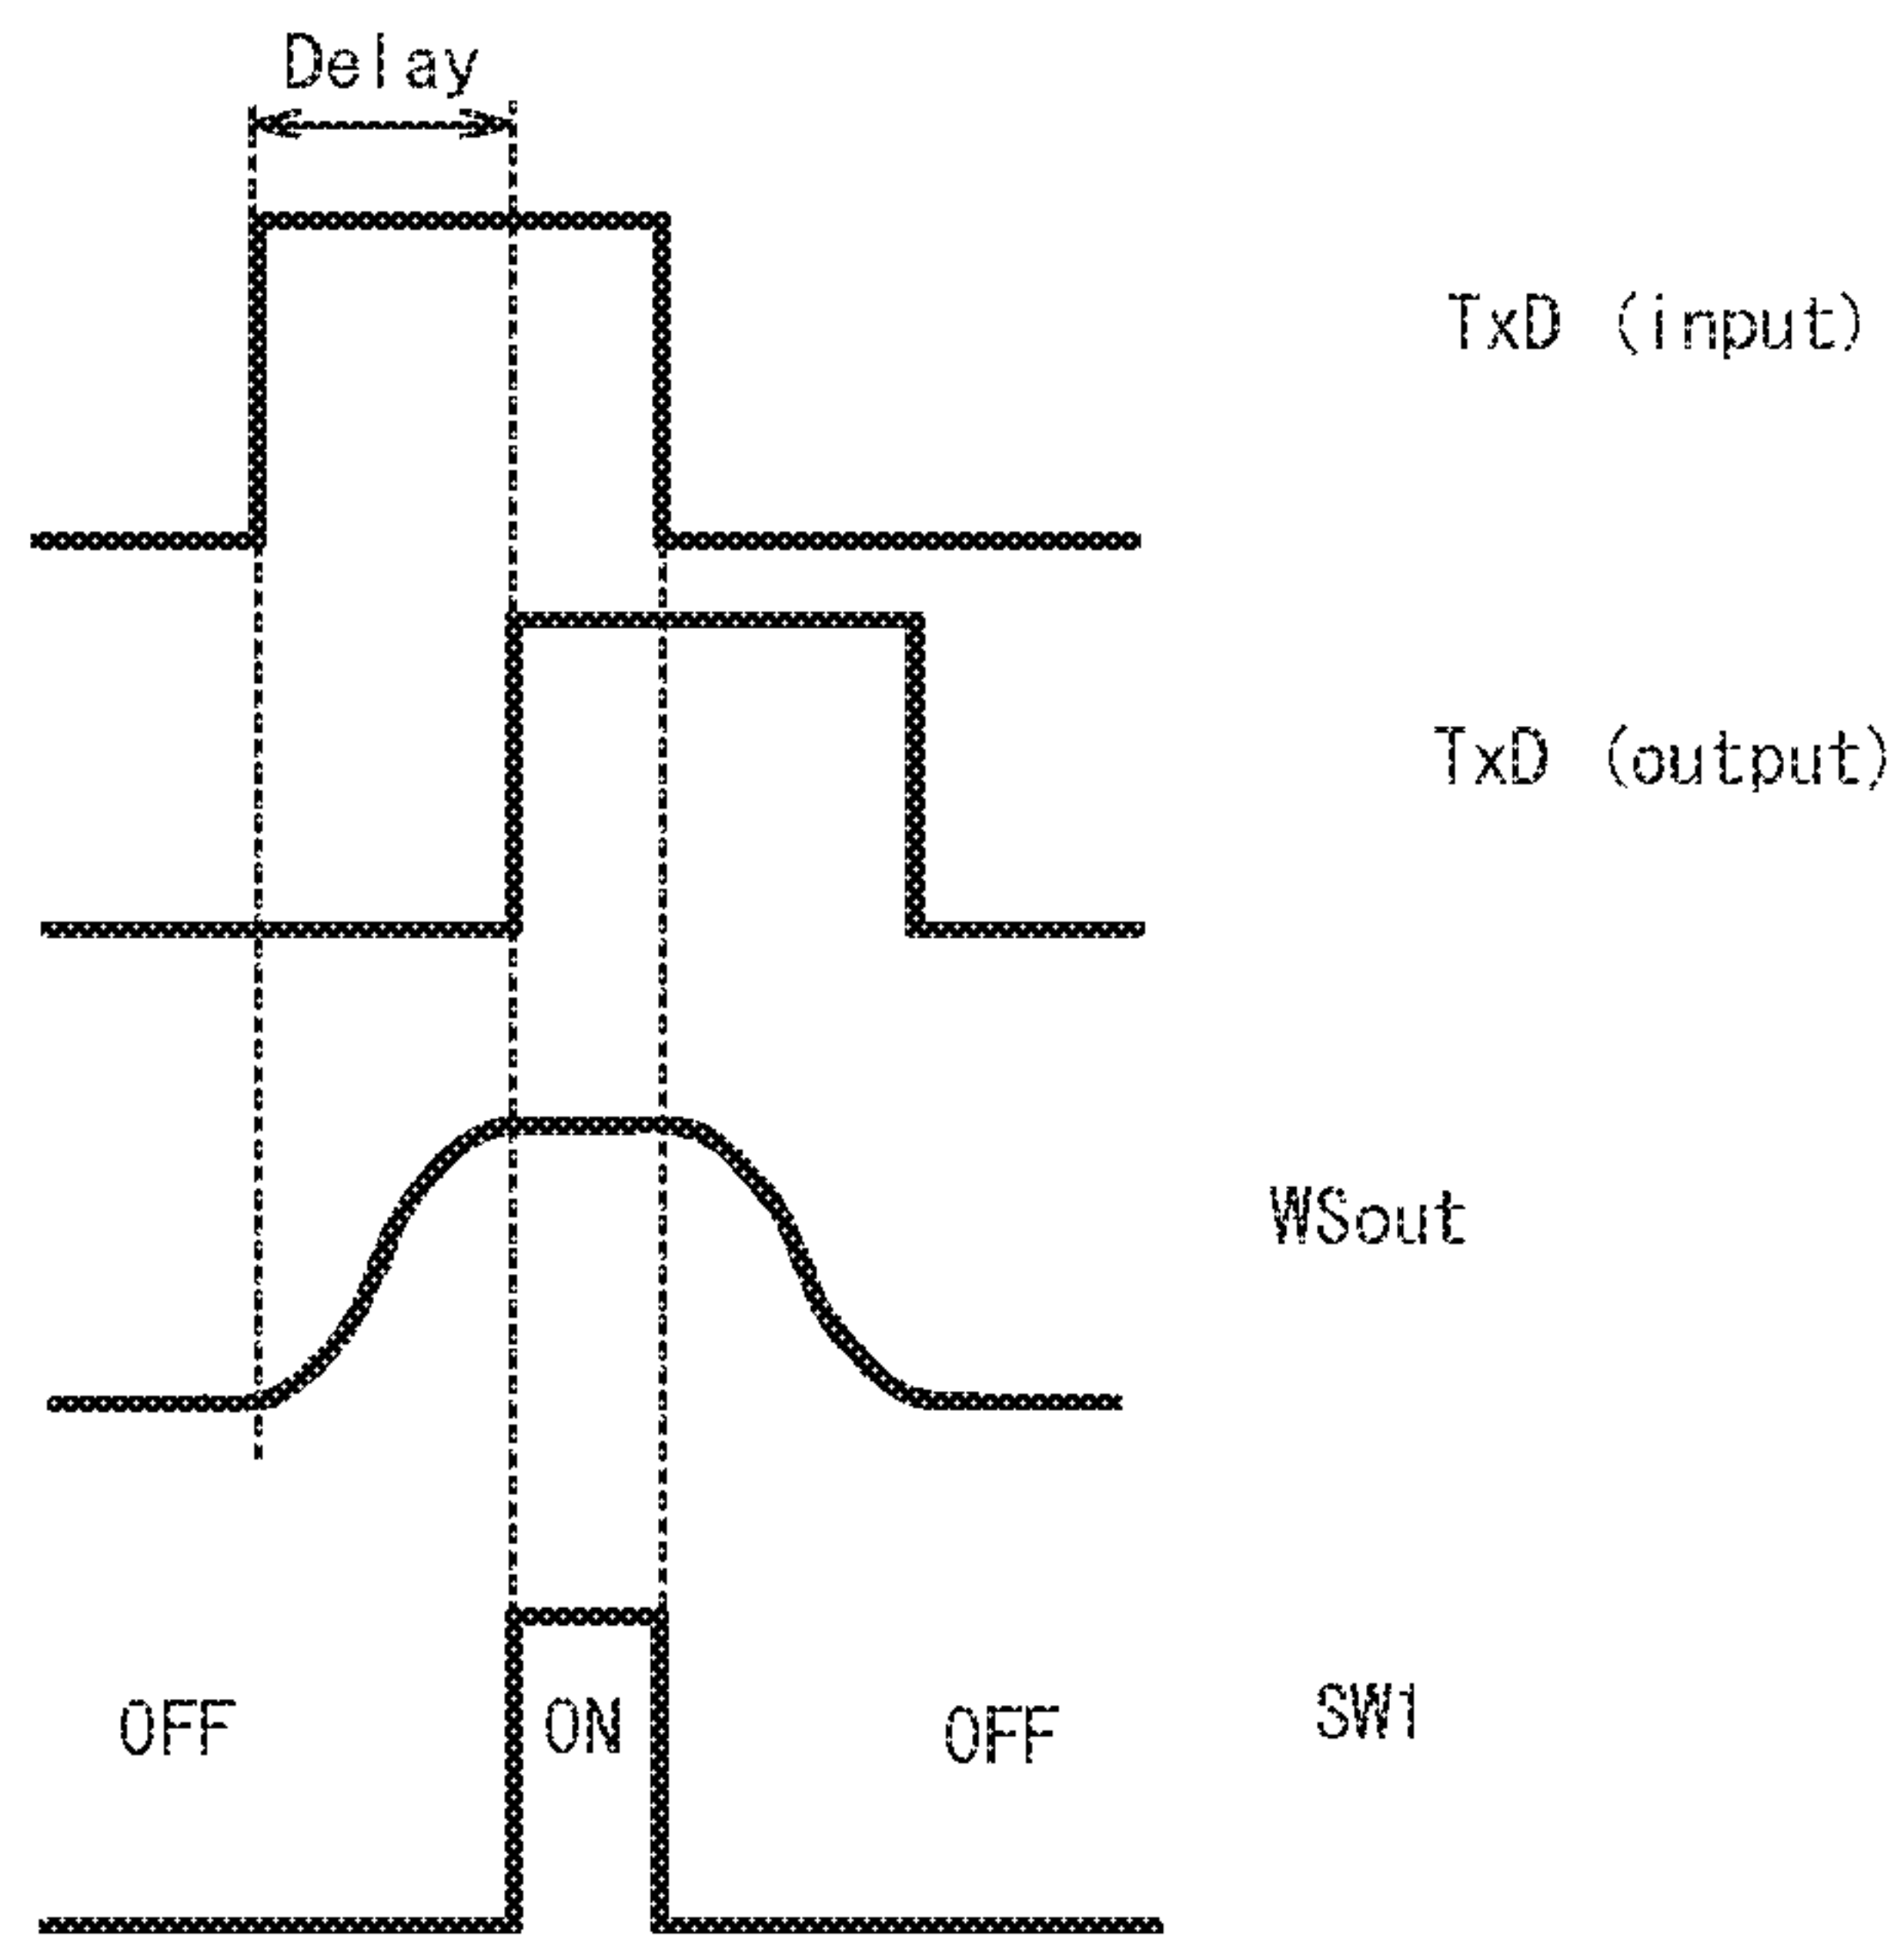 Delay
TxD (input)
TxD (output)
WSout
OFF
ON
OFF
SW1